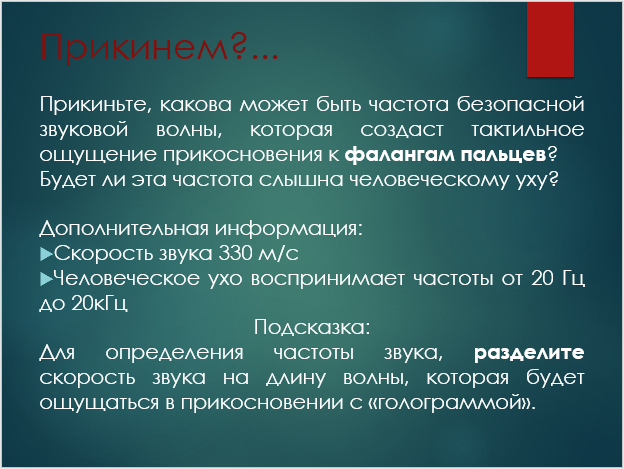 Прикинем?...
Прикиньте, какова может быть частота безопасной
звуковой волны, которая создаст тактильное
ощущение прикосновения к фалангам пальцев?
Будет ли эта частота слышна человеческому уху?
Дополнительная информация:
Скорость звука 330 м/с
Человеческое ухо воспринимает частоты от 20 Гц
до 20кГц
Подсказка:
Для определения частоты звука, разделите
скорость звука на длину волны, которая будет
ощущаться в прикосновении с «голограммой».